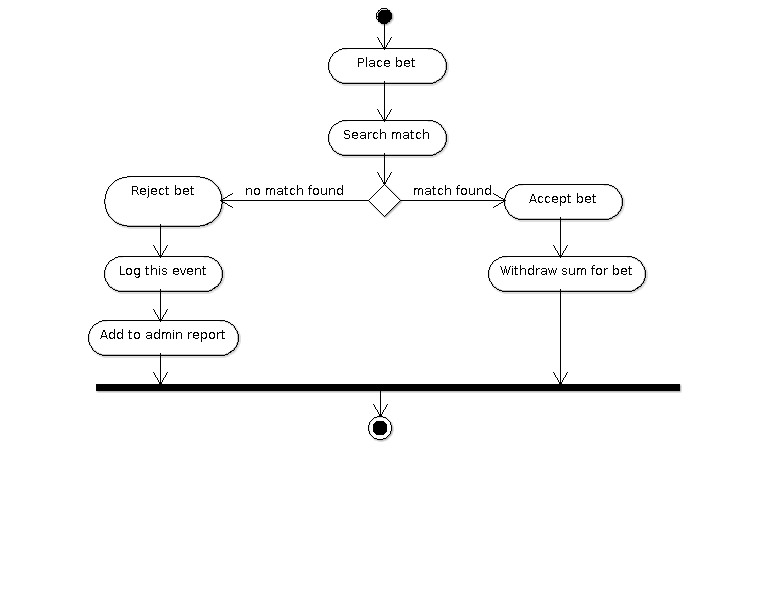 Place bet
Search match
Reject bet
no match found
match found
Accept bet
Log this event
Withdraw sum for bet
Add to admin report